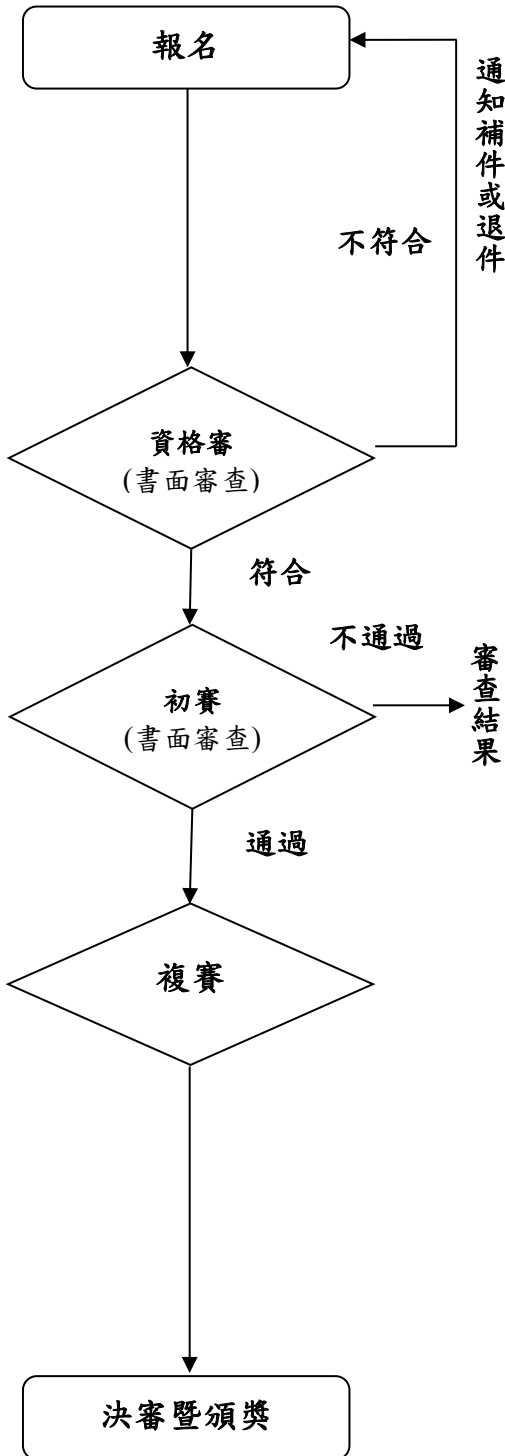 報名
通知補件或退件
不符合
資格審
(書面審查)
符合
不通過
審查結果
初賽
(書面審查)
通過
複賽
決審暨頒獎